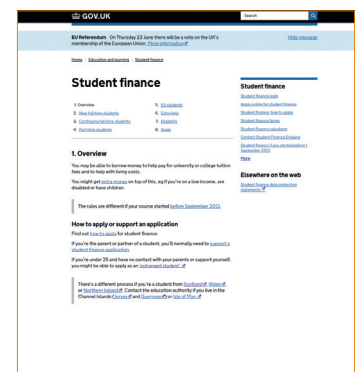 GOV.UK
Search
EU Referendum On Thursday 23 June there will be a vote on the UK's
membership of the European Union. More information
Hide message
Home Education and learning Student finance
Student finance
1. Overview
2. New full-time students
3. Continuing full-time students
4. Part-time students
5. EU students
6. Extra help
7. Eligibility
8. Apply
1. Overview
You may be able to borrow money to help pay for university or college tuition
fees and to help with living costs.
You might get extra money on top of this, eg if you're on a low income, are
disabled or have children.
The rules are different if your course started before September 2012.
How to apply or support an application
Find out how to apply for student finance.
If you're the parent or partner of a student, you'll normally need to support a
student finance application.
If you're under 25 and have no contact with your parents or support yourself,
you might be able to apply as an 'estranged student'.
There's a different process if you're a student from Scotland, Wales,
or Northern Ireland. Contact the education authority if you live in the
Channel Islands (Jersey and Guernsey) or Isle of Man.
Student finance
Student finance login
Apply online for student finance
Student finance: how to apply
Student finance forms
Student finance calculator
Contact Student Finance England
Student finance if you started before 1
September 2012
More
Elsewhere on the web
Student finance data protection
statements